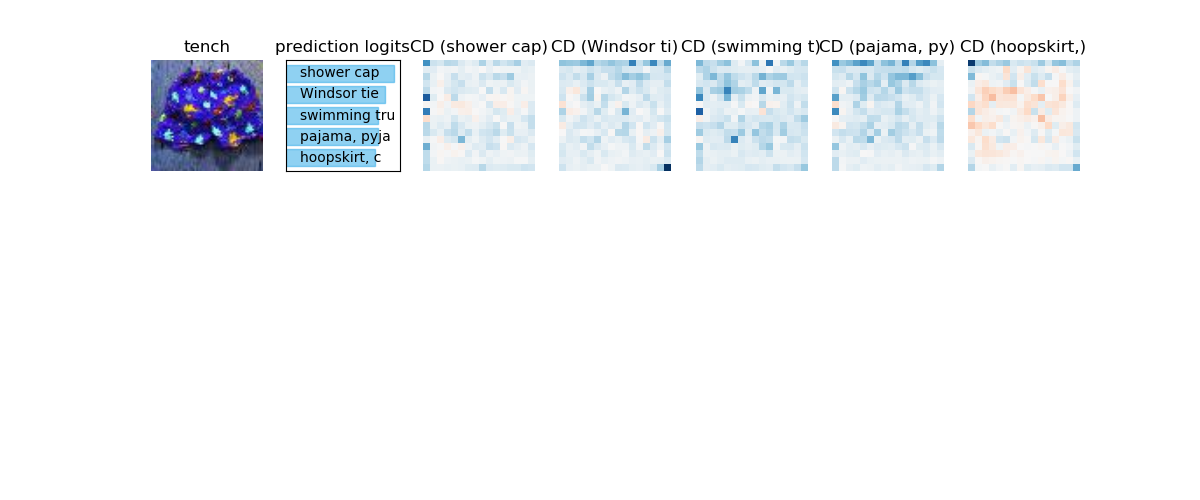 tench
prediction logits
CD (shower cap)
CD (Windsor ti)
CD (swimming t)
CD (pajama, py)
CD (hoopskirt,)
shower cap
Windsor tie
swimming tru
pajama, pyja
hoopskirt, c